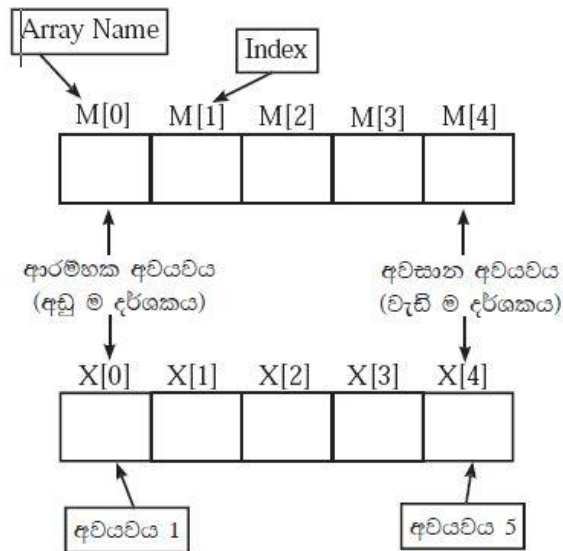 Array Name
Index
M[0] M[1] M[2] M[3] M[4]
ආරම්භක අවයවය
(අඩු ම දර්ශකය)
අවසාන අවයවය
(වැඩි ම දර්ශකය)
X[0] X[1] X[2] X[3] X[4]
අවයවය 1
අවයවය 5